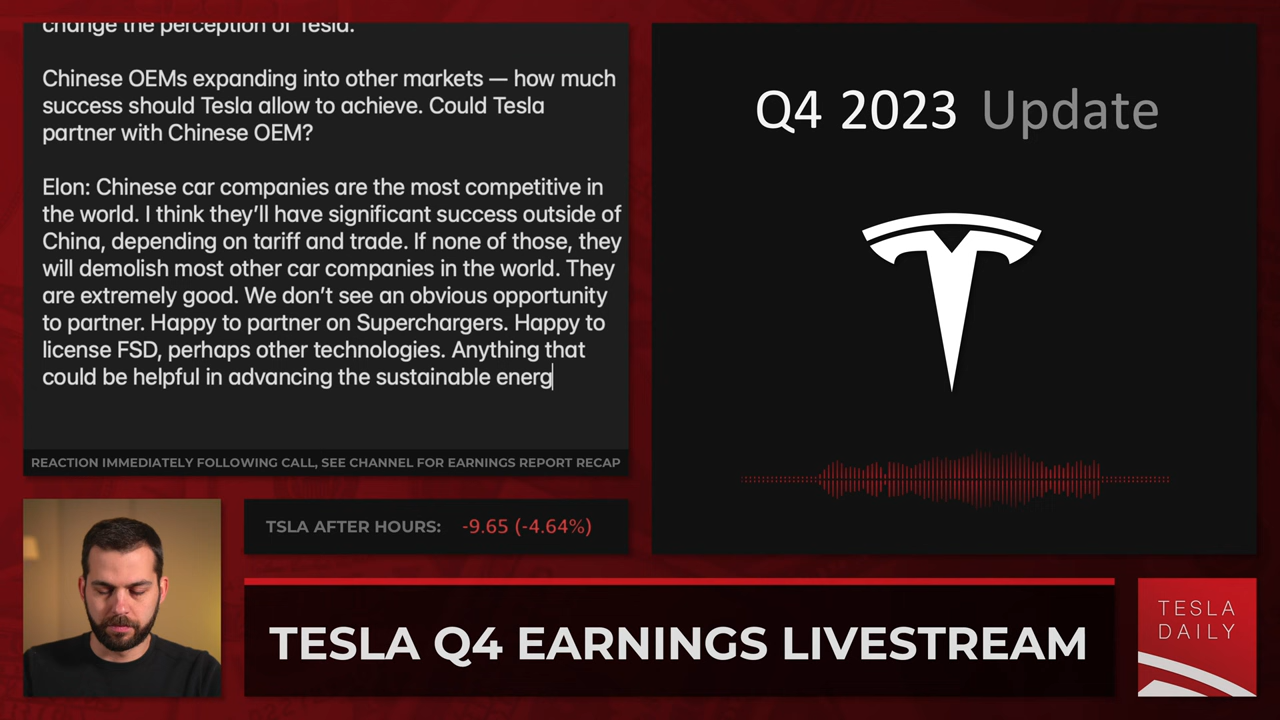 change the perception of Tesla.
Chinese OEMs expanding into other markets — how much
success should Tesla allow to achieve. Could Tesla
partner with Chinese OEM?
Elon: Chinese car companies are the most competitive in
the world. I think they’ll have significant success outside of
China, depending on tariff and trade. If none of those, they
will demolish most other car companies in the world. They
are extremely good. We don’t see an obvious opportunity
to partner. Happy to partner on Superchargers. Happy to
license FSD, perhaps other technologies. Anything that
could be helpful in advancing the sustainable energ
REACTION IMMEDIATELY FOLLOWING CALL, SEE CHANNEL FOR EARNINGS REPORT RECAP
Q4 2023 Update
TSLA AFTER HOURS: -9.65 (-4.64%)
TESLA Q4 EARNINGS LIVESTREAM
TESLA
DAILY